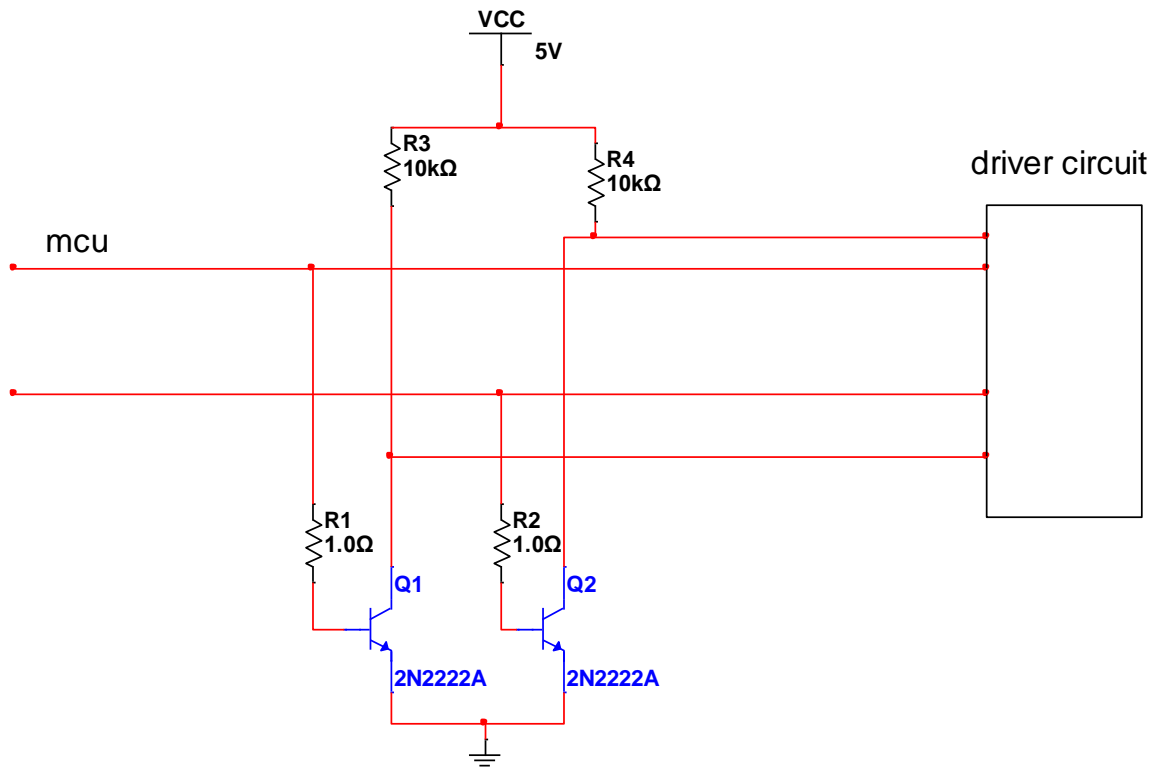 VCC
5V
R3
10kΩ
R4
10kΩ
driver circuit
mcu
R1
1.0Ω
R2
1.0Ω
Q1
Q2
2N2222A
2N2222A